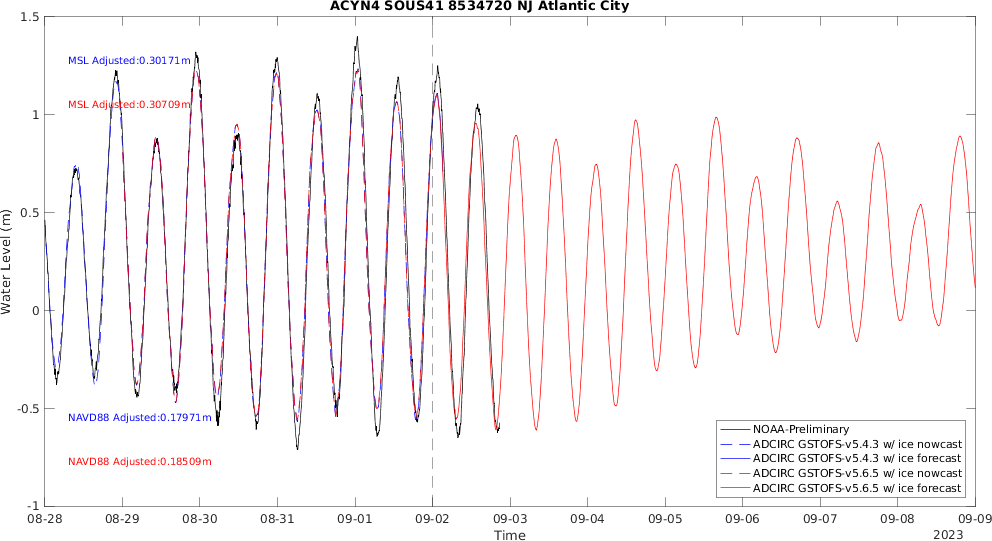 ACYN4 SOUS41 8534720 NJ Atlantic City
1.5
1
0.5
0
-0.5
-1
Water Level (m)
MSL Adjusted:0.30171m
MSL Adjusted:0.30709m
NAVD88 Adjusted:0.17971m
NAVD88 Adjusted:0.18509m
NOAA-Preliminary
ADCIRC GSTOFS-v5.4.3 w/ ice nowcast
ADCIRC GSTOFS-v5.4.3 w/ ice forecast
ADCIRC GSTOFS-v5.6.5 w/ ice nowcast
ADCIRC GSTOFS-v5.6.5 w/ ice forecast
08-28 08-29 08-30 08-31 09-01 09-02 09-03 09-04 09-05 09-06 09-07 09-08 09-09
Time
2023